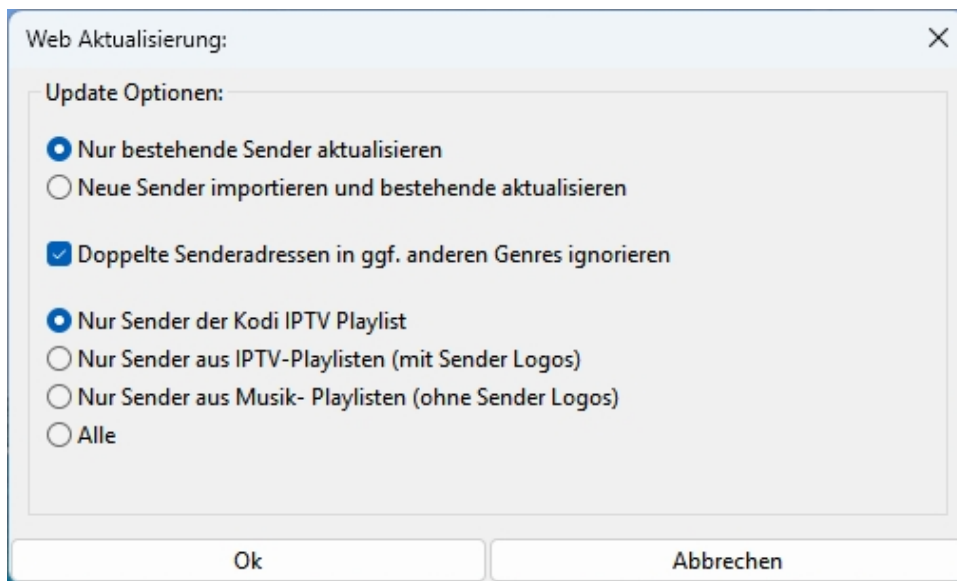 Web Aktualisierung:
Update Optionen:
Nur bestehende Sender aktualisieren
Neue Sender importieren und bestehende aktualisieren
Doppelte Senderadressen in ggf. anderen Genres ignorieren
Nur Sender der Kodi IPTV Playlist
Nur Sender aus IPTV-Playlisten (mit Sender Logos)
Nur Sender aus Musik- Playlisten (ohne Sender Logos)
Alle
Ok
Abbrechen